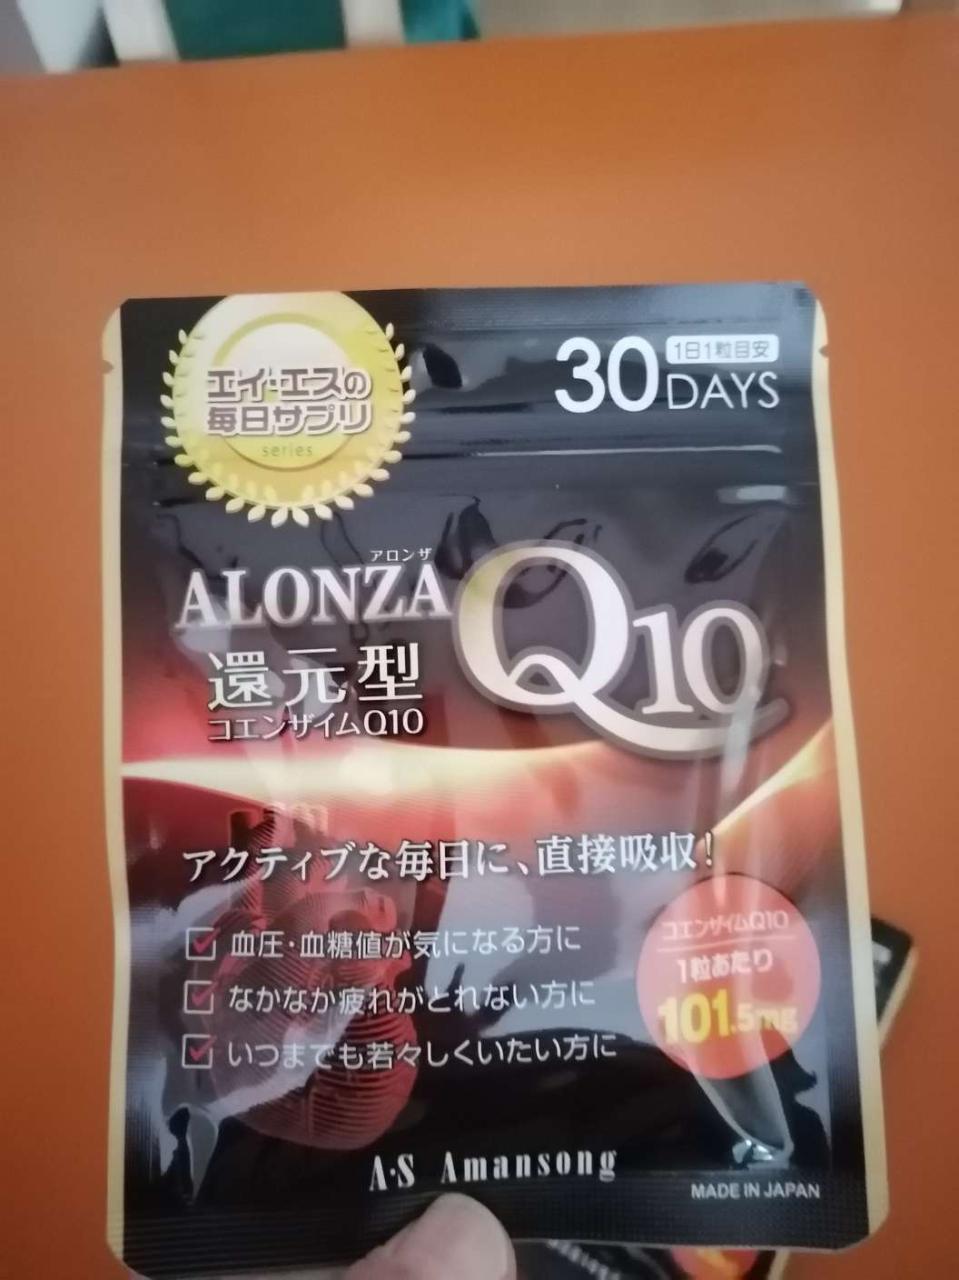 エイ・エスの
毎日サプリ
series
30
1日1粒目安
DAYS
アロンザ
ALONZA
Q10
還元型
コエンザイムQ10
アクティブな毎日に、直接吸収!
血圧・血糖値が気になる方に
なかなか疲れがとれない方に
いつまでも若々しくいたい方に
コエンザイムQ10
1粒あたり
101.5mg
A・S Amansong
MADE IN JAPAN